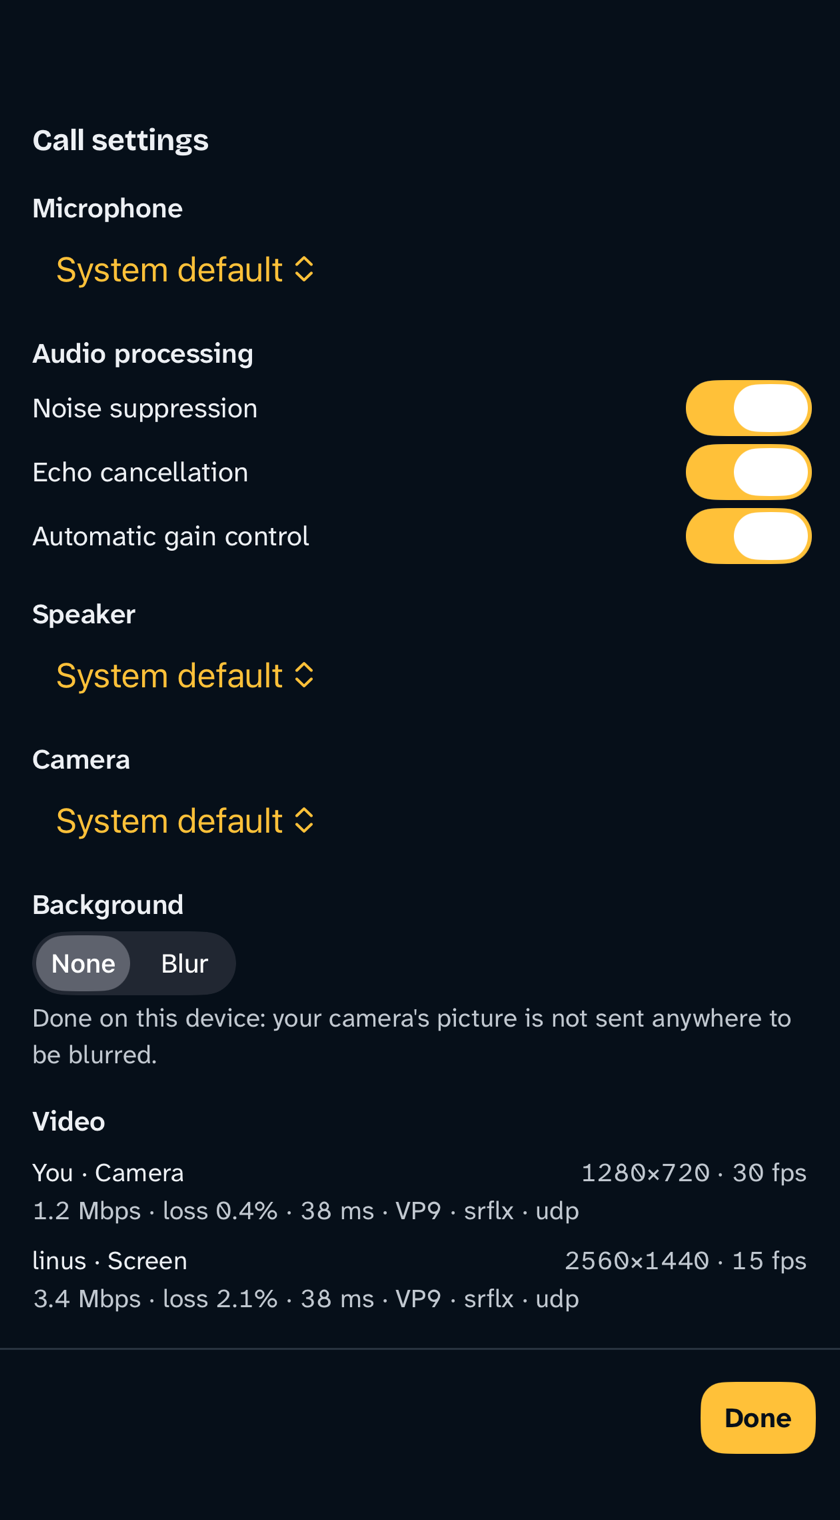 Call settings
Microphone
System default
Audio processing
Noise suppression
Echo cancellation
Automatic gain control
Speaker
System default
Camera
System default
Background
None Blur
Done on this device: your camera's picture is not sent anywhere to
be blurred.
Video
You · Camera 1280×720 · 30 fps
1.2 Mbps · loss 0.4% · 38 ms · VP9 · srflx · udp
linus · Screen 2560×1440 · 15 fps
3.4 Mbps · loss 2.1% · 38 ms · VP9 · srflx · udp
Done